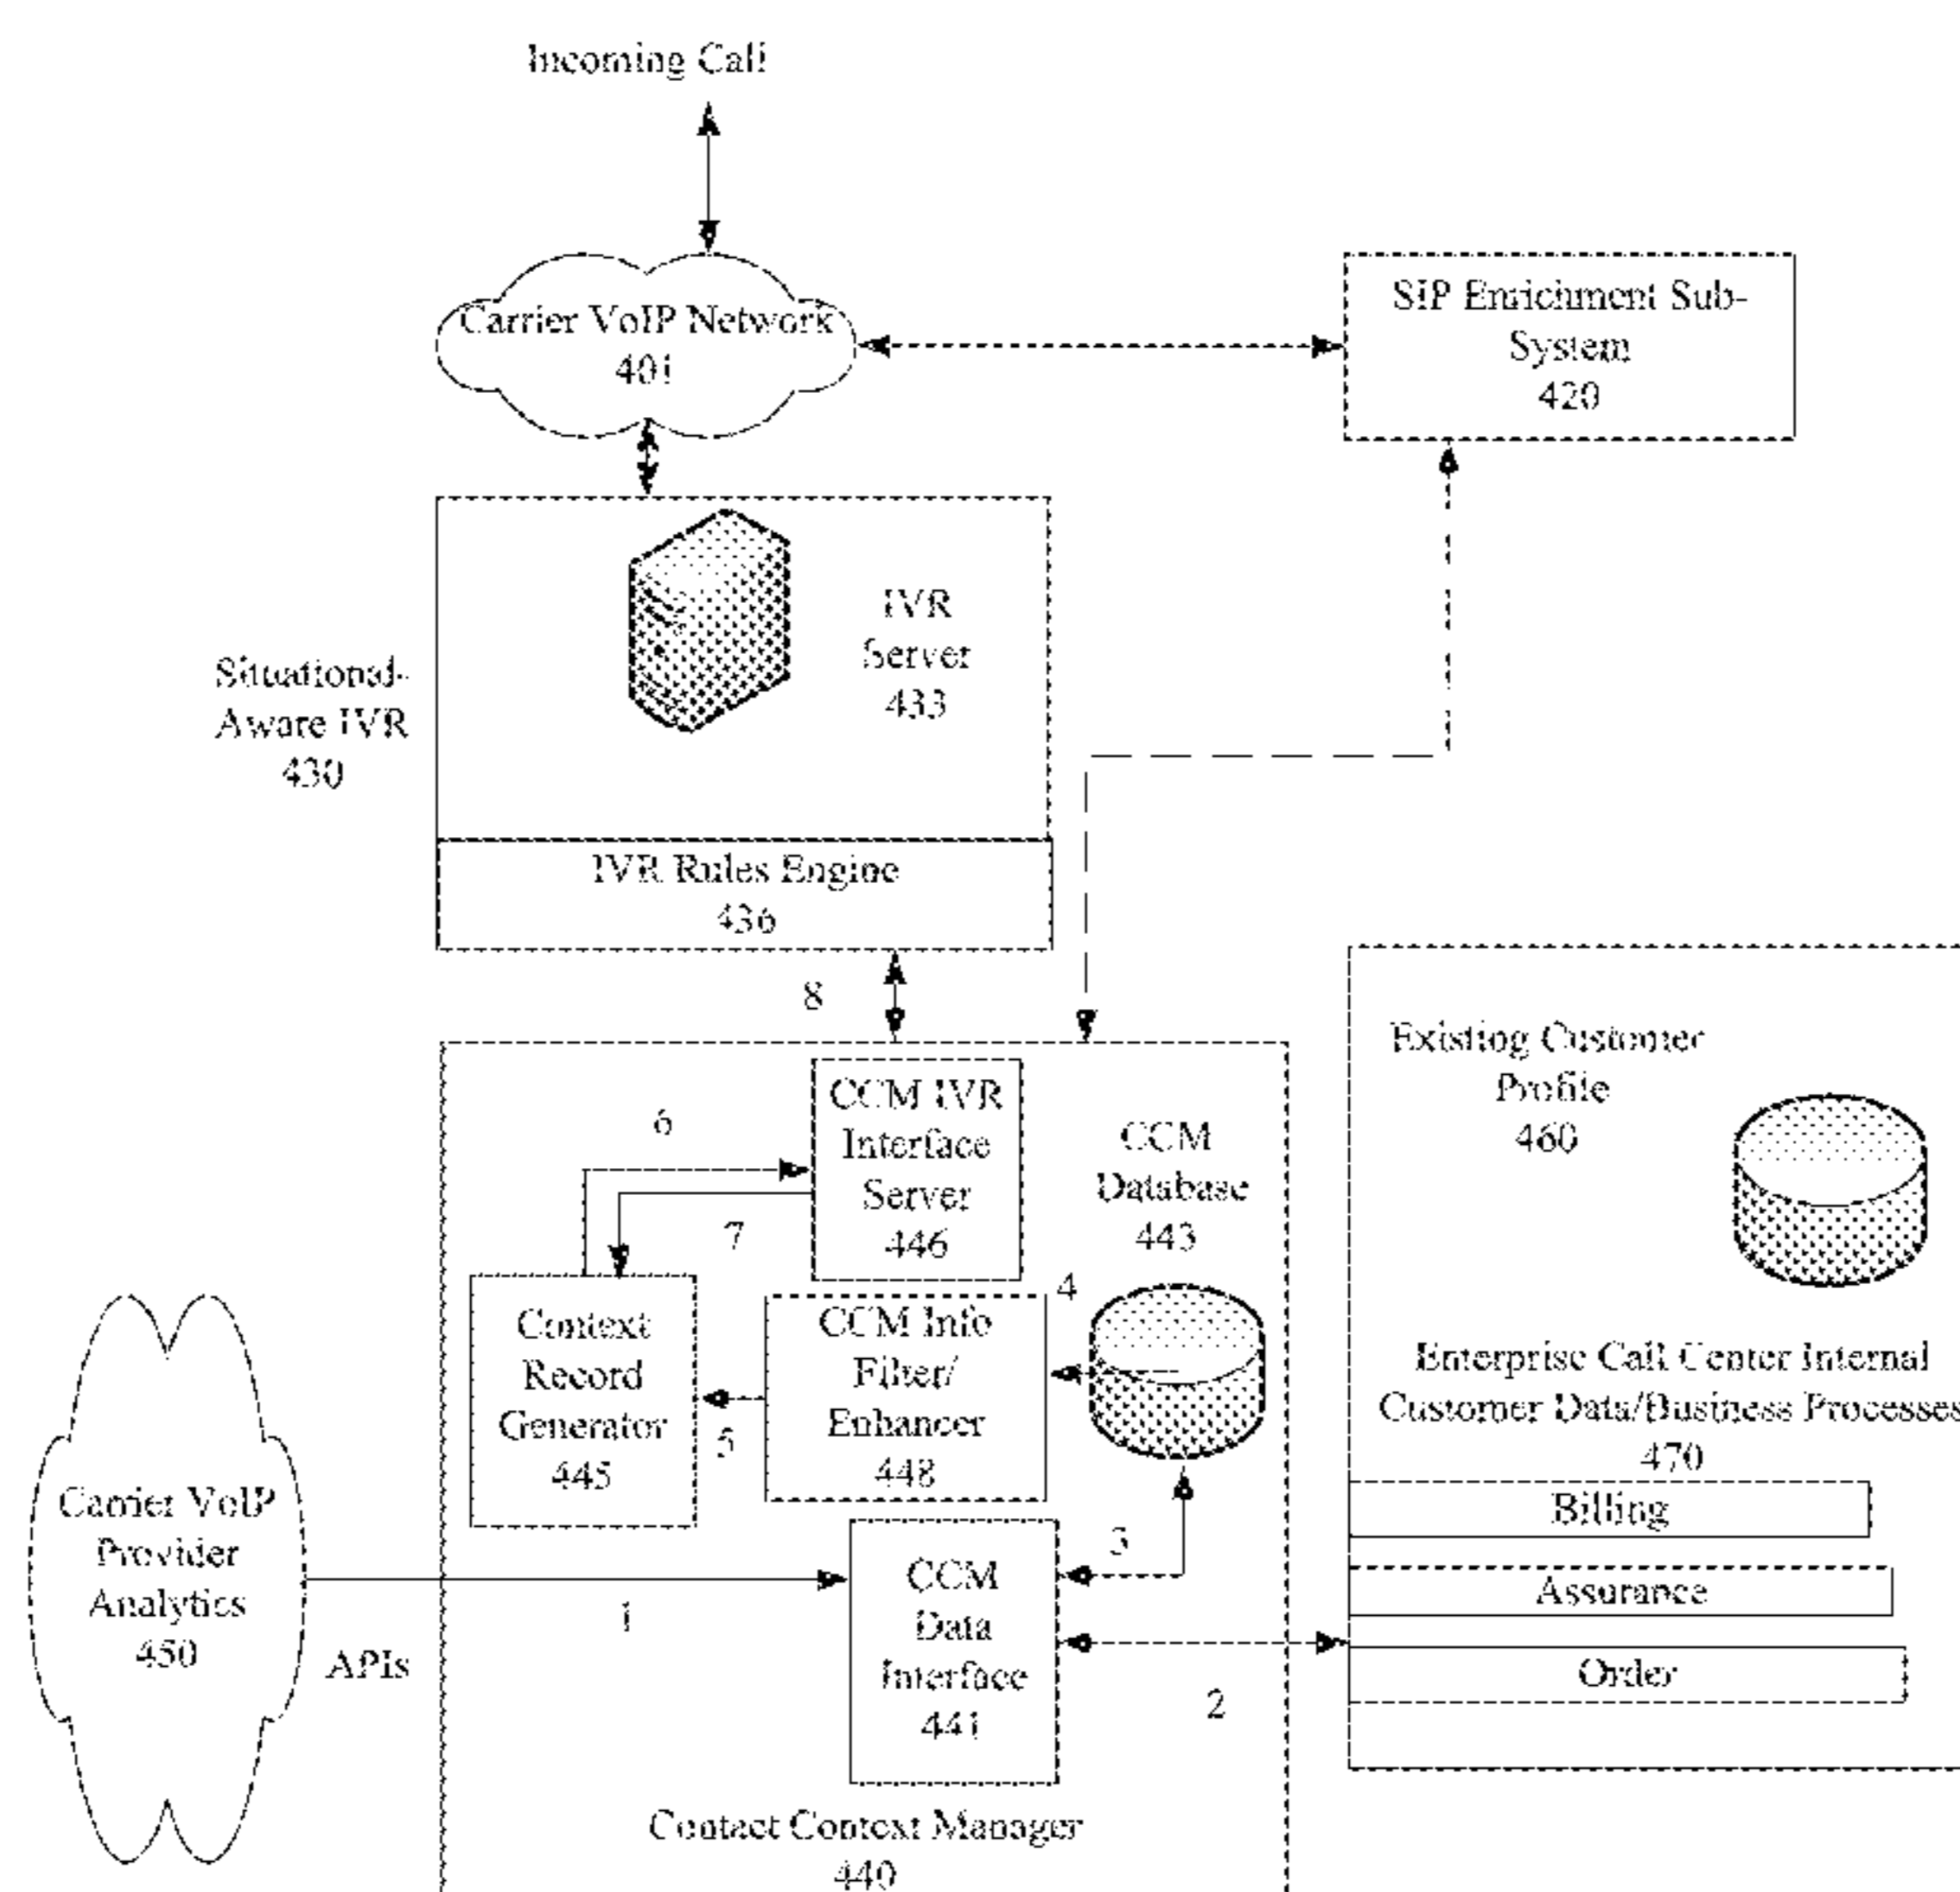 Incoming Call
Carrier VoIP Network
401
SIP Enrichment Sub-
System
420
IVR
Server
433
Situational-
Aware IVR
430
IVR Rules Engine
436
8
CCM IVR
Interface
Server
446
6
7
CCM
Database
443
4
Existing Customer
Profile
460
Context
Record
Generator
445
5
CCM Info
Filter/
Enhancer
448
Enterprise Call Center Internal
Customer Data/Business Processes
470
Billing
Assurance
Order
Carrier VoIP
Provider
Analytics
450
APIs
1
3
CCM
Data
Interface
441
2
Contact Context Manager
440